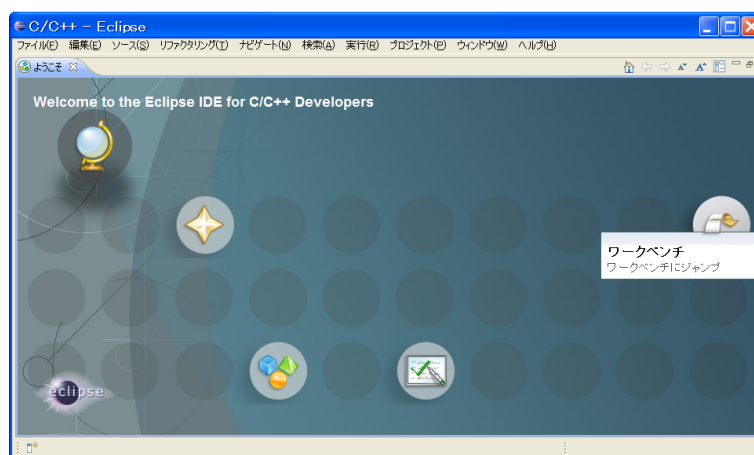 C/C++ - Eclipse
ファイル(F) 編集(E) ソース(S) リファクタリング(T) ナビゲート(N) 検索(A) 実行(R) プロジェクト(P) ウィンドウ(W) ヘルプ(H)
ようこそ
Welcome to the Eclipse IDE for C/C++ Developers
ワークベンチ
ワークベンチにジャンプ
eclipse